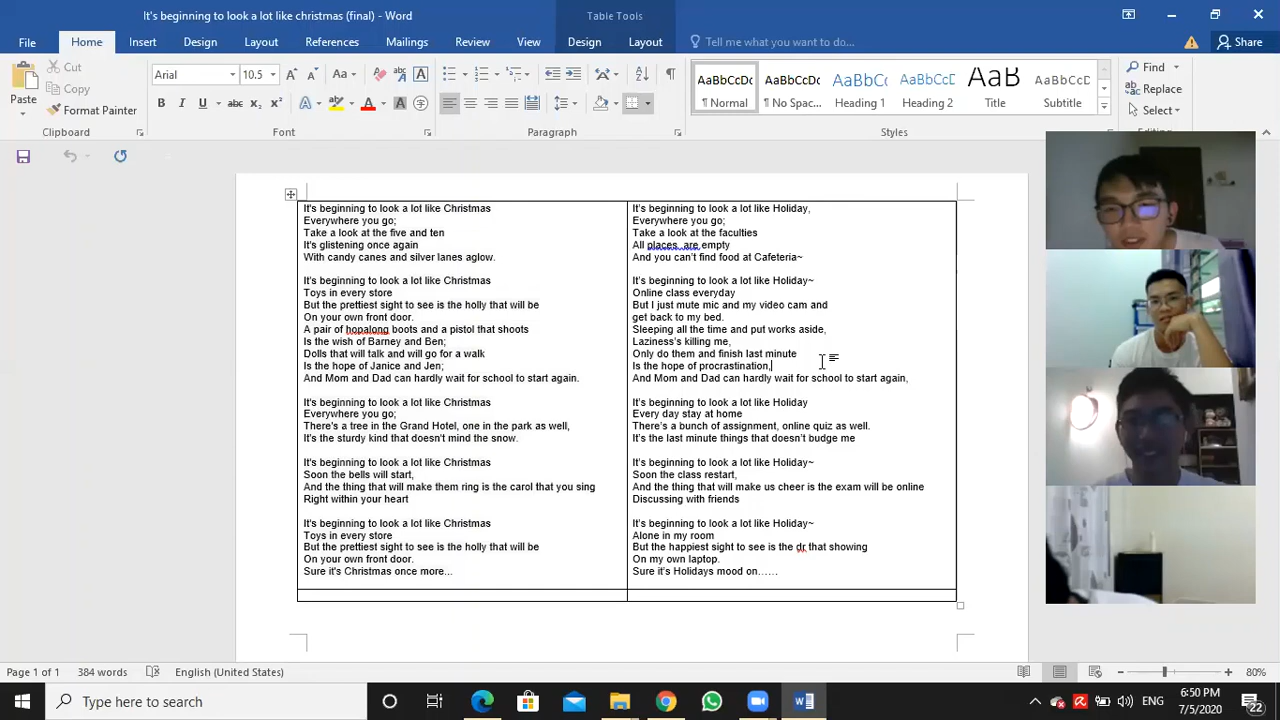 It's beginning to look a lot like christmas (final) - Word
Table Tools
File
Home
Insert
Design
Layout
References
Mailings
Review
View
Design
Layout
Tell me what you want to do...
Share
Paste
Cut
Copy
Format Painter
Clipboard
Arial
10.5
Font
Paragraph
AaBbCcDc
¶ Normal
AaBbCcDc
¶ No Spac...
AaBbCc
Heading 1
AaBbCcD
Heading 2
AaB
Title
AaBbCcD
Subtitle
Styles
Find
Replace
Select
Editing
It's beginning to look a lot like Christmas
Everywhere you go;
Take a look at the five and ten
It's glistening once again
With candy canes and silver lanes aglow.
It's beginning to look a lot like Christmas
Toys in every store
But the prettiest sight to see is the holly that will be
On your own front door.
A pair of hopalong boots and a pistol that shoots
Is the wish of Barney and Ben;
Dolls that will talk and will go for a walk
Is the hope of Janice and Jen;
And Mom and Dad can hardly wait for school to start again.
It's beginning to look a lot like Christmas
Everywhere you go;
There's a tree in the Grand Hotel, one in the park as well,
It's the sturdy kind that doesn't mind the snow.
It's beginning to look a lot like Christmas
Soon the bells will start,
And the thing that will make them ring is the carol that you sing
Right within your heart
It's beginning to look a lot like Christmas
Toys in every store
But the prettiest sight to see is the holly that will be
On your own front door.
Sure it's Christmas once more...
It's beginning to look a lot like Holiday,
Everywhere you go;
Take a look at the faculties
All places are empty
And you can't find food at Cafeteria~
It's beginning to look a lot like Holiday~
Online class everyday
But I just mute mic and my video cam and
get back to my bed.
Sleeping all the time and put works aside,
Laziness's killing me,
Only do them and finish last minute
Is the hope of procrastination,
And Mom and Dad can hardly wait for school to start again,
It's beginning to look a lot like Holiday
Every day stay at home
There's a bunch of assignment, online quiz as well.
It's the last minute things that doesn't budge me
It's beginning to look a lot like Holiday~
Soon the class restart,
And the thing that will make us cheer is the exam will be online
Discussing with friends
It's beginning to look a lot like Holiday~
Alone in my room
But the happiest sight to see is the dr that showing
On my own laptop.
Sure it's Holidays mood on……
Page 1 of 1
384 words
English (United States)
80%
Type here to search
ENG
6:50 PM
7/5/2020
22